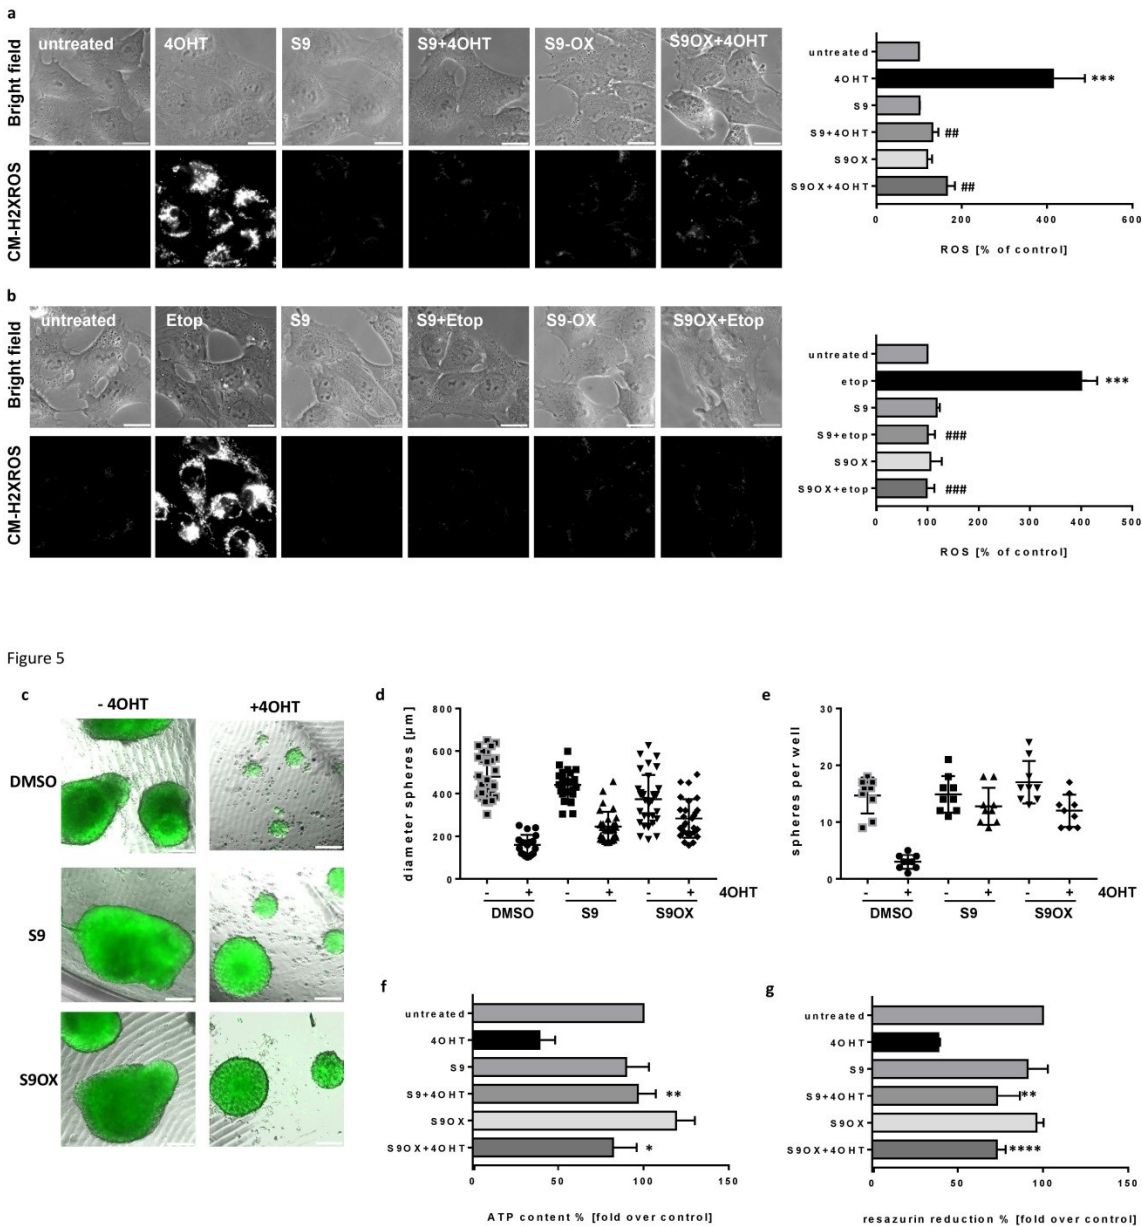 a
untreated 4OHT S9 S9+4OHT S9-OX S9OX+4OHT
Bright field
CM-H2XROS
untreated
4OHT
S9
S9+4OHT ##
S9OX
S9OX+4OHT ##
***
0 200 400 600
ROS [% of control]
b
untreated Etop S9 S9+Etop S9-OX S9OX+Etop
Bright field
CM-H2XROS
untreated
etop ***
S9
S9+etop ###
S9OX
S9OX+etop ###
0 100 200 300 400 500
ROS [% of control]
Figure 5
c
- 4OHT +4OHT
DMSO
S9
S9OX
d
diameter spheres [µm]
800
600
400
200
0
- + - + - + 4OHT
DMSO S9 S9OX
e
spheres per well
30
20
10
0
- + - + - + 4OHT
DMSO S9 S9OX
f
untreated
4OHT
S9
S9+4OHT **
S9OX
S9OX+4OHT *
0 50 100 150
ATP content % [fold over control]
g
untreated
4OHT
S9
S9+4OHT **
S9OX
S9OX+4OHT ****
0 50 100 150
resazurin reduction % [fold over control]